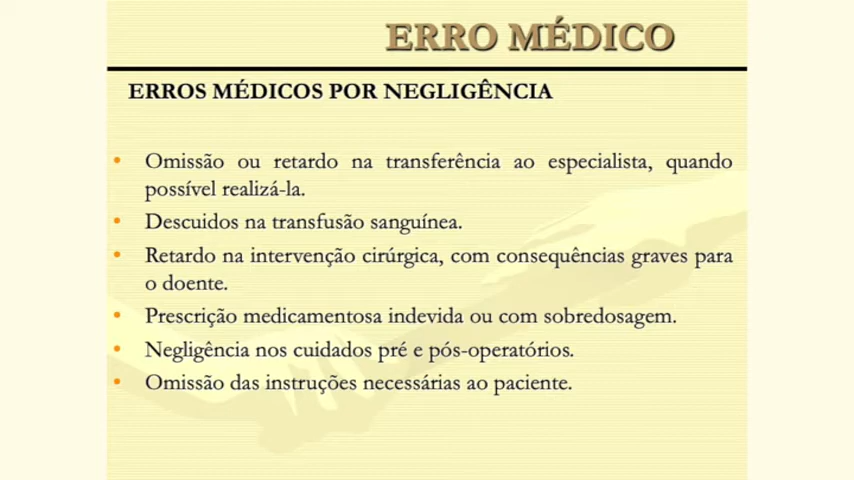 ERRO MÉDICO
ERROS MÉDICOS POR NEGLIGÊNCIA
• Omissão ou retardo na transferência ao especialista, quando
possível realizá-la.
• Descuidos na transfusão sanguínea.
• Retardo na intervenção cirúrgica, com consequências graves para
o doente.
• Prescrição medicamentosa indevida ou com sobredosagem.
• Negligência nos cuidados pré e pós-operatórios.
• Omissão das instruções necessárias ao paciente.